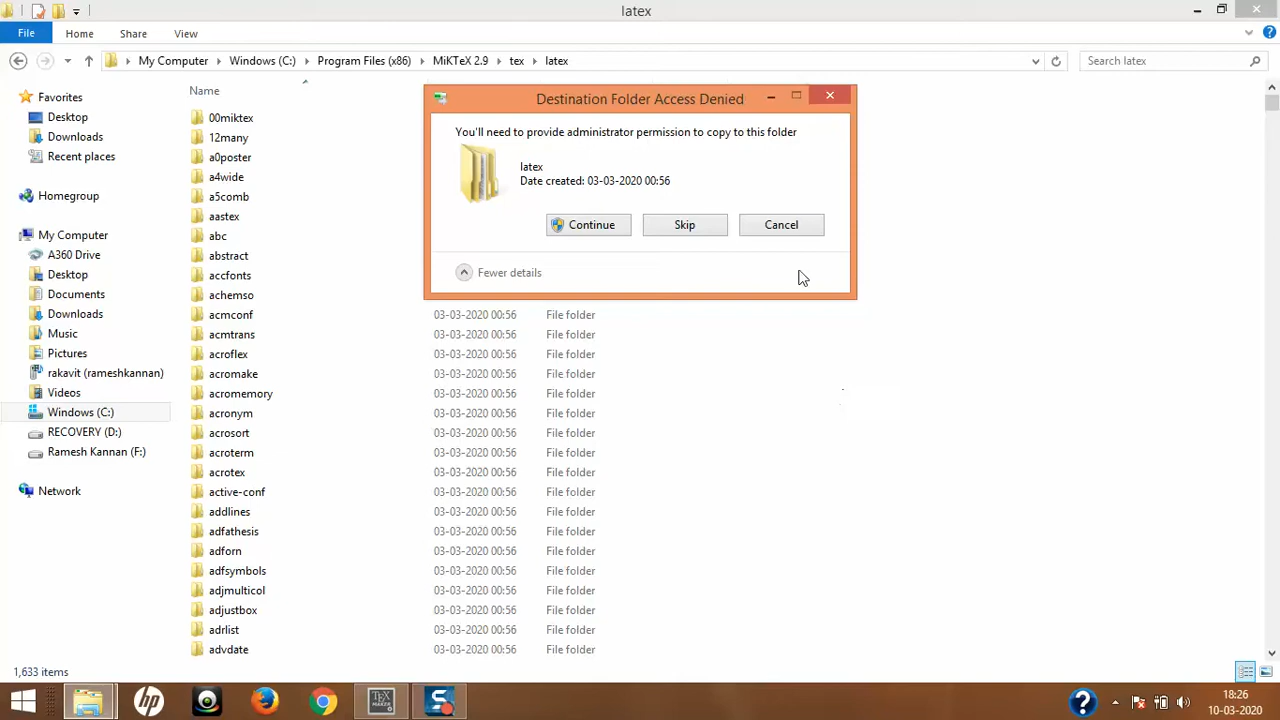 latex
File
Home
Share
View
My Computer
Windows (C:)
Program Files (x86)
MiKTeX 2.9
tex
latex
Search latex
Name
Favorites
Desktop
Downloads
Recent places
Homegroup
My Computer
A360 Drive
Desktop
Documents
Downloads
Music
Pictures
rakavit (rameshkannan)
Videos
Windows (C:)
RECOVERY (D:)
Ramesh Kannan (F:)
Network
00miktex
12many
a0poster
a4wide
a5comb
aastex
abc
abstract
accfonts
achemso
acmconf 03-03-2020 00:56 File folder
acmtrans 03-03-2020 00:56 File folder
acroflex 03-03-2020 00:56 File folder
acromake 03-03-2020 00:56 File folder
acromemory 03-03-2020 00:56 File folder
acronym 03-03-2020 00:56 File folder
acrosort 03-03-2020 00:56 File folder
acroterm 03-03-2020 00:56 File folder
acrotex 03-03-2020 00:56 File folder
active-conf 03-03-2020 00:56 File folder
addlines 03-03-2020 00:56 File folder
adfathesis 03-03-2020 00:56 File folder
adforn 03-03-2020 00:56 File folder
adfsymbols 03-03-2020 00:56 File folder
adjmulticol 03-03-2020 00:56 File folder
adjustbox 03-03-2020 00:56 File folder
adrlist 03-03-2020 00:56 File folder
advdate 03-03-2020 00:56 File folder
Destination Folder Access Denied
You'll need to provide administrator permission to copy to this folder
latex
Date created: 03-03-2020 00:56
Continue
Skip
Cancel
Fewer details
1,633 items
hp
TEX
MAKER
S
18:26
10-03-2020